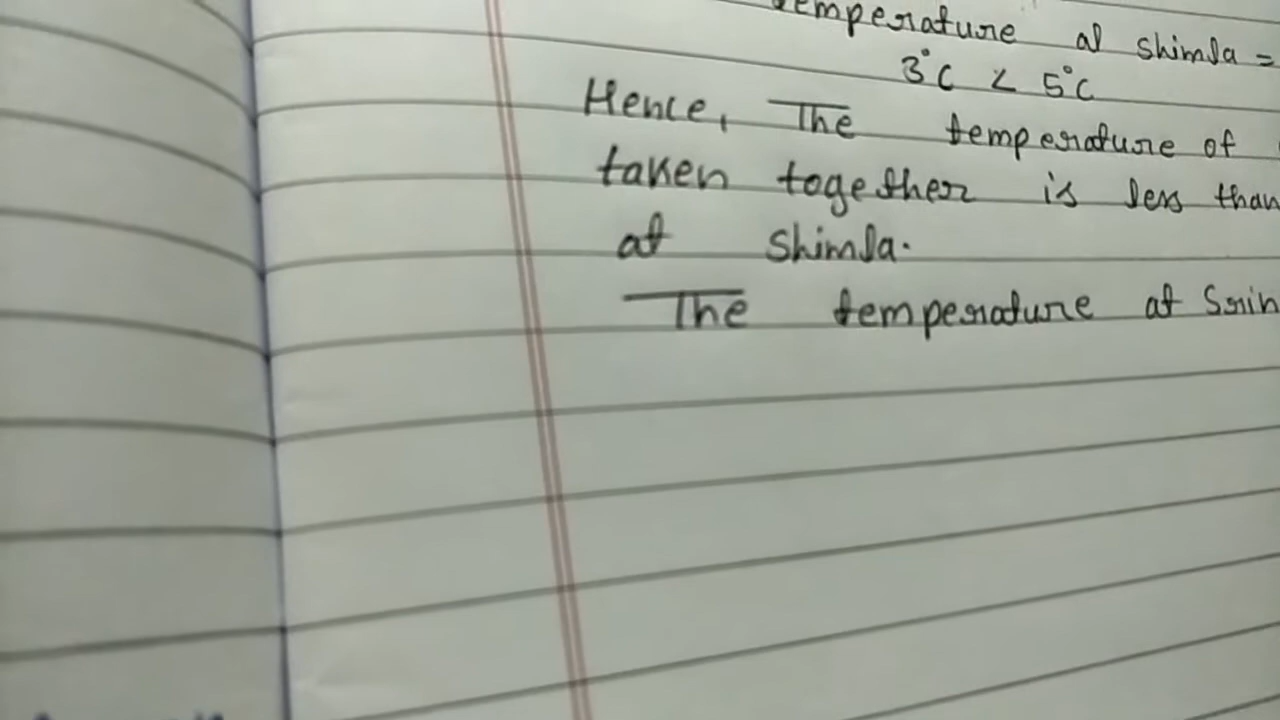 temperature at shimla =
3°C < 5°C
Hence, The temperature of
taken together is less than
at shimla.
The temperature at Srin